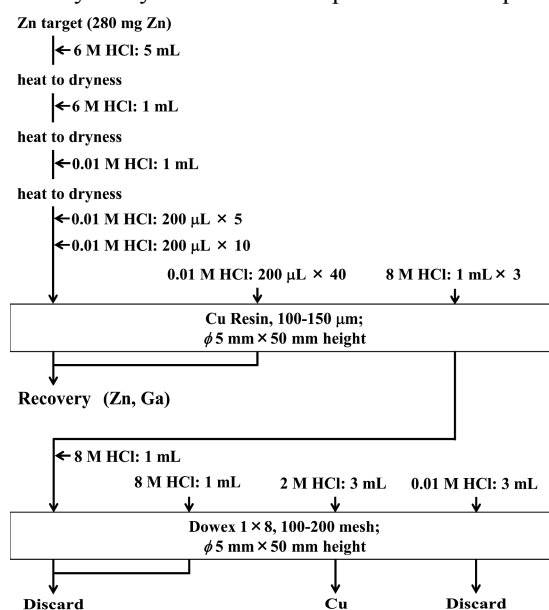 Zn target (280 mg Zn)
6 M HCl: 5 mL
heat to dryness
6 M HCl: 1 mL
heat to dryness
0.01 M HCl: 1 mL
heat to dryness
0.01 M HCl: 200 μL × 5
0.01 M HCl: 200 μL × 10
0.01 M HCl: 200 μL × 40 8 M HCl: 1 mL × 3
Cu Resin, 100-150 μm;
ϕ 5 mm × 50 mm height
Recovery (Zn, Ga)
8 M HCl: 1 mL
8 M HCl: 1 mL 2 M HCl: 3 mL 0.01 M HCl: 3 mL
Dowex 1 × 8, 100-200 mesh;
ϕ 5 mm × 50 mm height
Discard Cu Discard